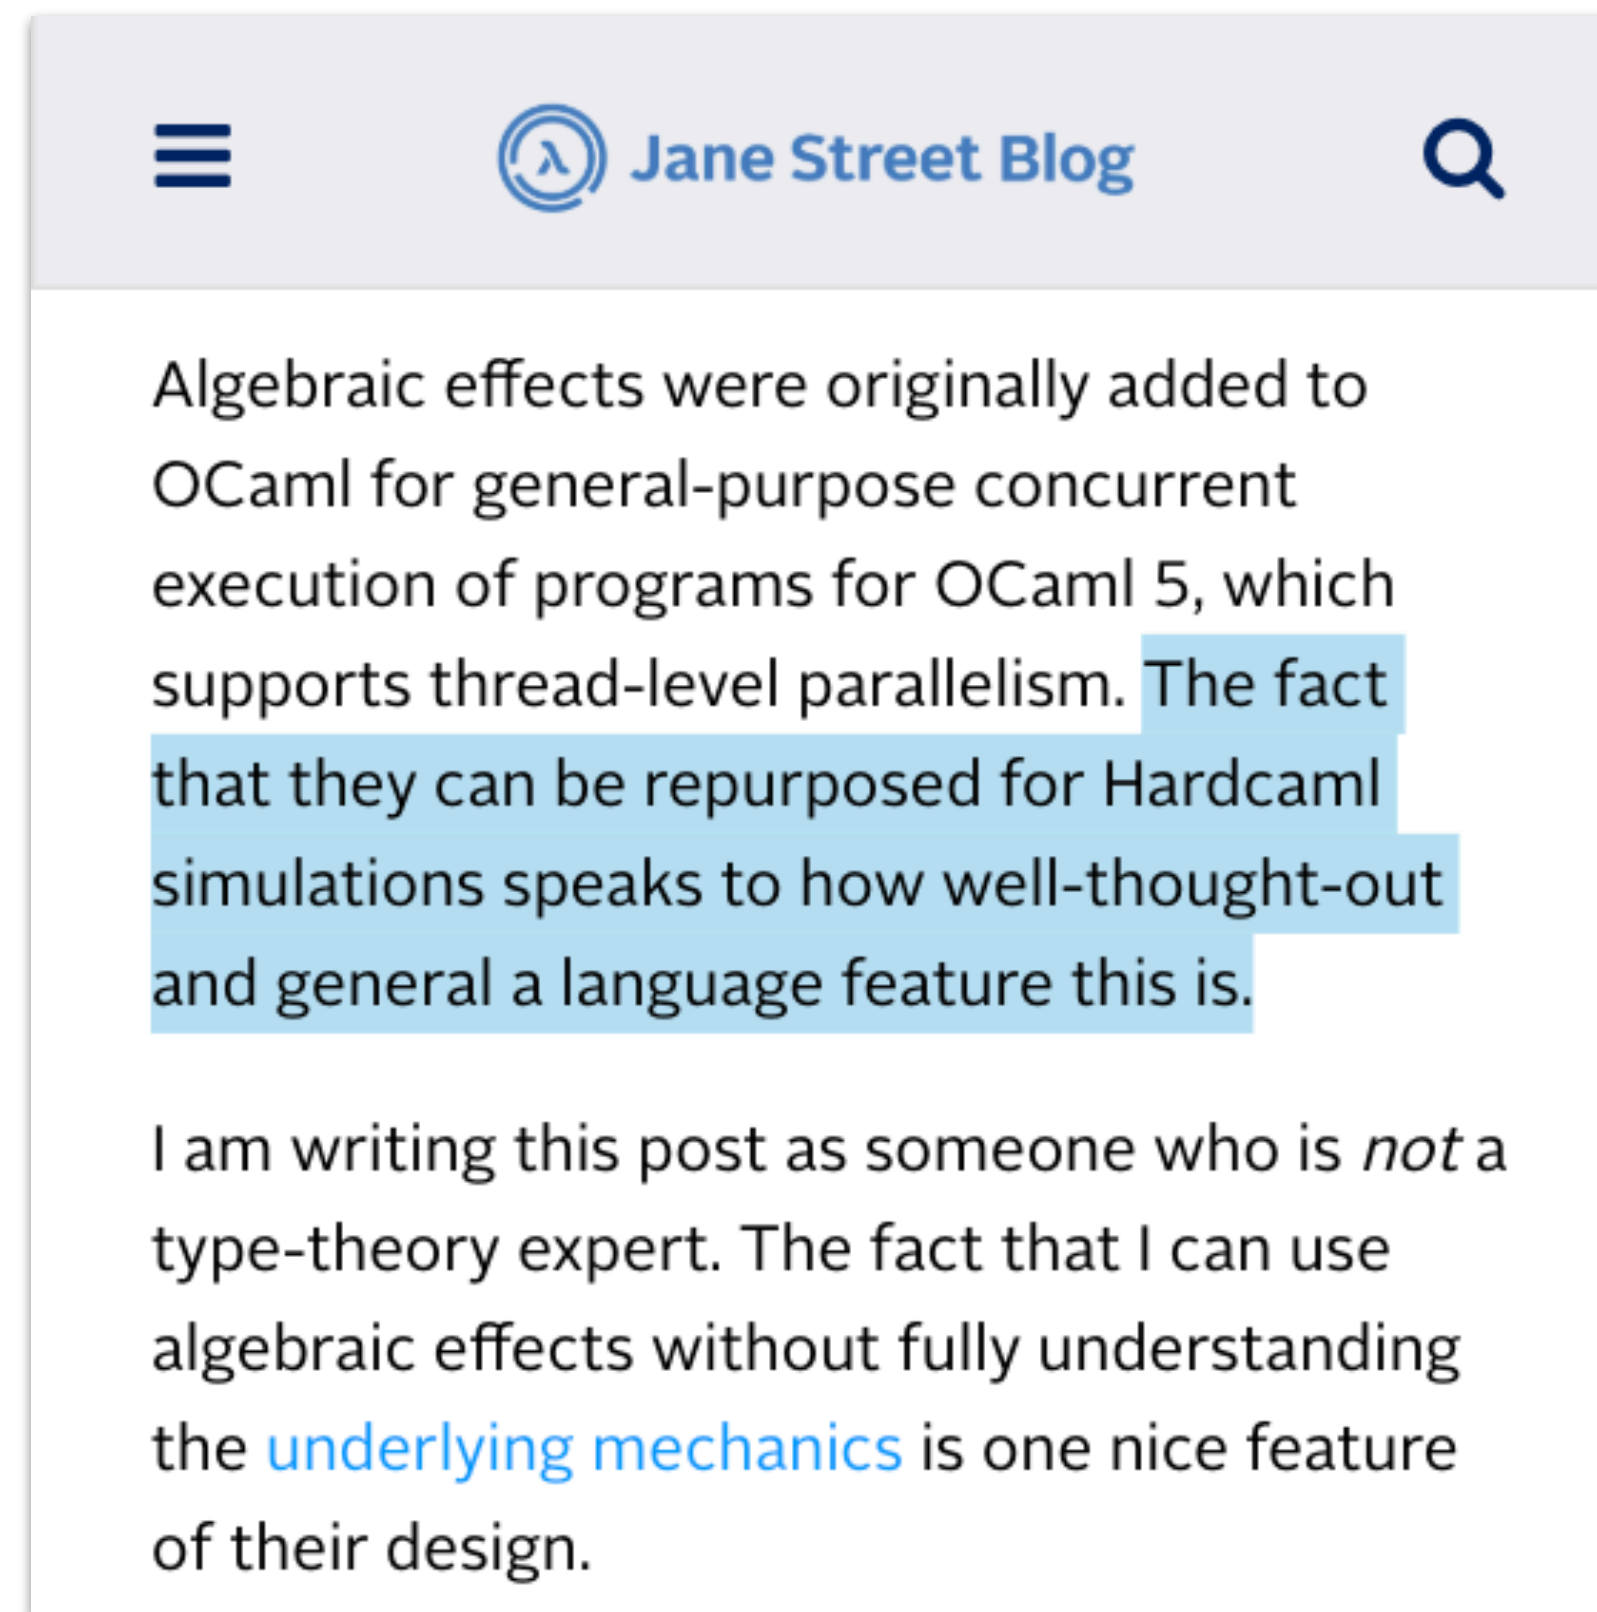 Jane Street Blog
Algebraic effects were originally added to
OCaml for general-purpose concurrent
execution of programs for OCaml 5, which
supports thread-level parallelism. The fact
that they can be repurposed for Hardcaml
simulations speaks to how well-thought-out
and general a language feature this is.
I am writing this post as someone who is not a
type-theory expert. The fact that I can use
algebraic effects without fully understanding
the underlying mechanics is one nice feature
of their design.